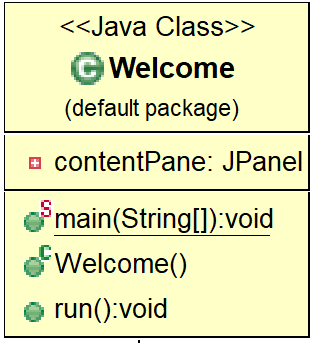 <<Java Class>>
C Welcome
(default package)
contentPane: JPanel
S main(String[]):void
C Welcome()
run():void